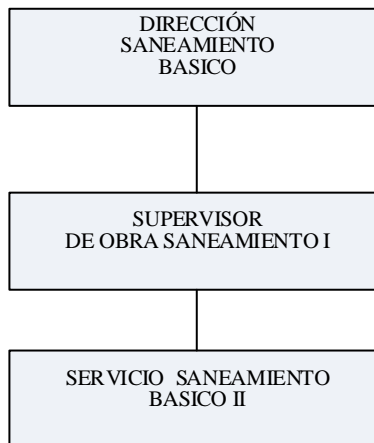 DIRECCIÓN
SANEAMIENTO
BASICO
SUPERVISOR
DE OBRA SANEAMIENTO I
SERVICIO SANEAMIENTO
BASICO II